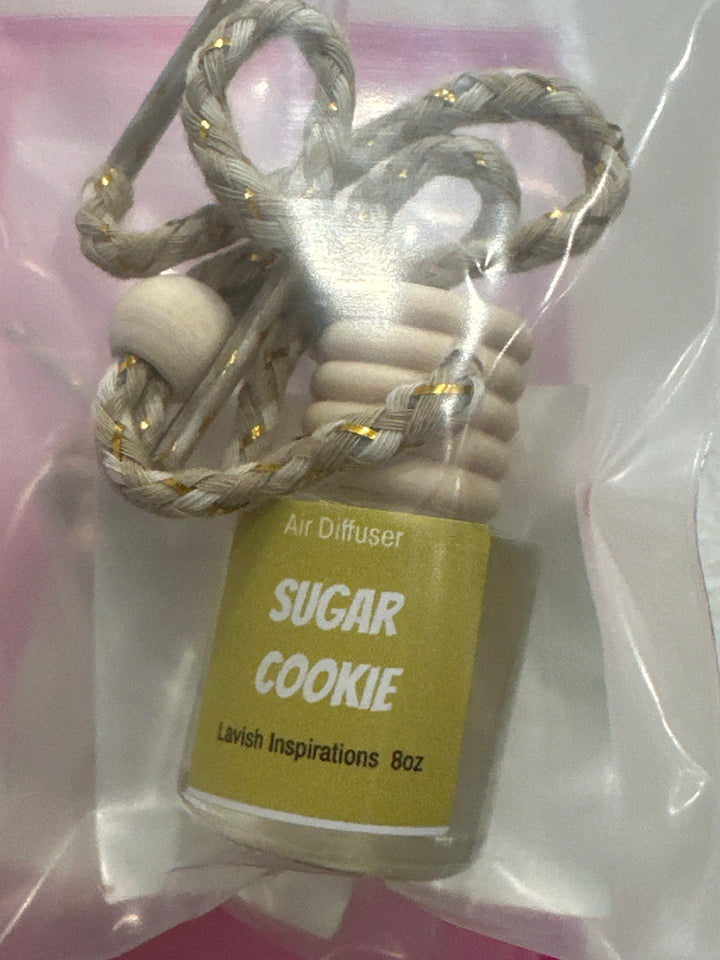 Air Diffuser
SUGAR
COOKIE
Lavish Inspirations 8oz